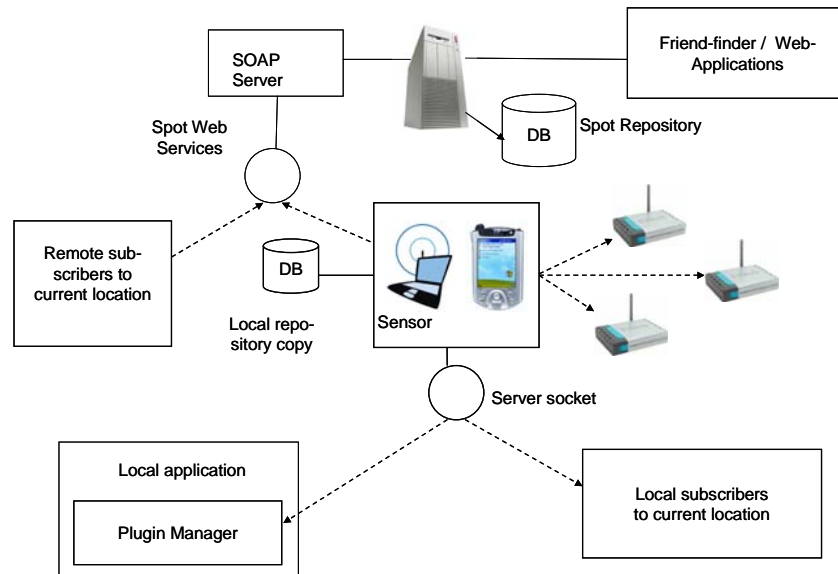 SOAP
Server
Friend-finder / Web-
Applications
Spot Web
Services
DB
Spot Repository
Remote sub-
scribers to
current location
DB
Local repo-
sitory copy
Sensor
Server socket
Local application
Plugin Manager
Local subscribers
to current location